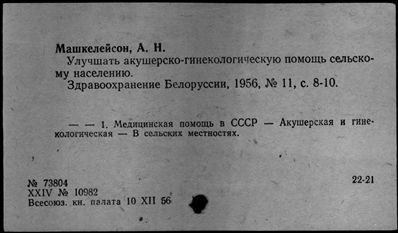 Машкелейсон, А. Н.
Улучшать акушерско-гинекологическую помощь сельско-
му населению.
Здравоохранение Белоруссии, 1956, № 11, с. 8-10.
— — 1. Медицинская помощь в СССР — Акушерская и гине-
кологическая — В сельских местностях.
№ 73804
22-21
XXIV № 10982
Всесоюз. кн. палата 10 XII 56